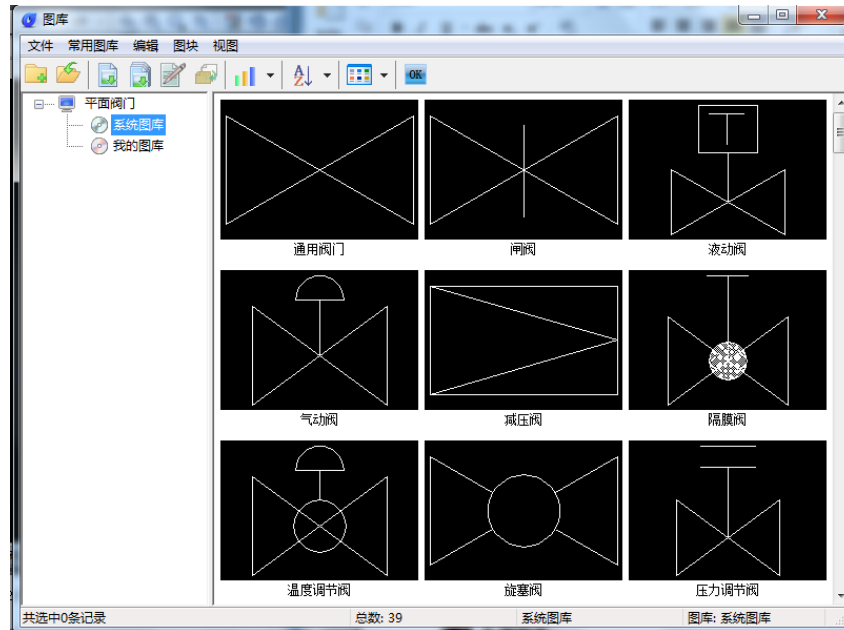 图库
文件 常用图库 编辑 图块 视图
OK
平面阀门
系统图库
我的图库
通用阀门 闸阀 液动阀
气动阀 减压阀 隔膜阀
温度调节阀 旋塞阀 压力调节阀
共选中0条记录 总数: 39 系统图库 图库: 系统图库